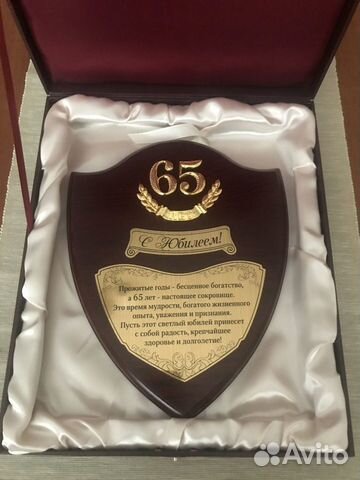 65
С Юбилеем!
Прожитые годы - бесценное богатство,
а 65 лет - настоящее сокровище.
Это время мудрости, богатого жизненного
опыта, уважения и признания.
Пусть этот светлый юбилей принесет
с собой радость, крепчайшее
здоровье и долголетие!
Avito